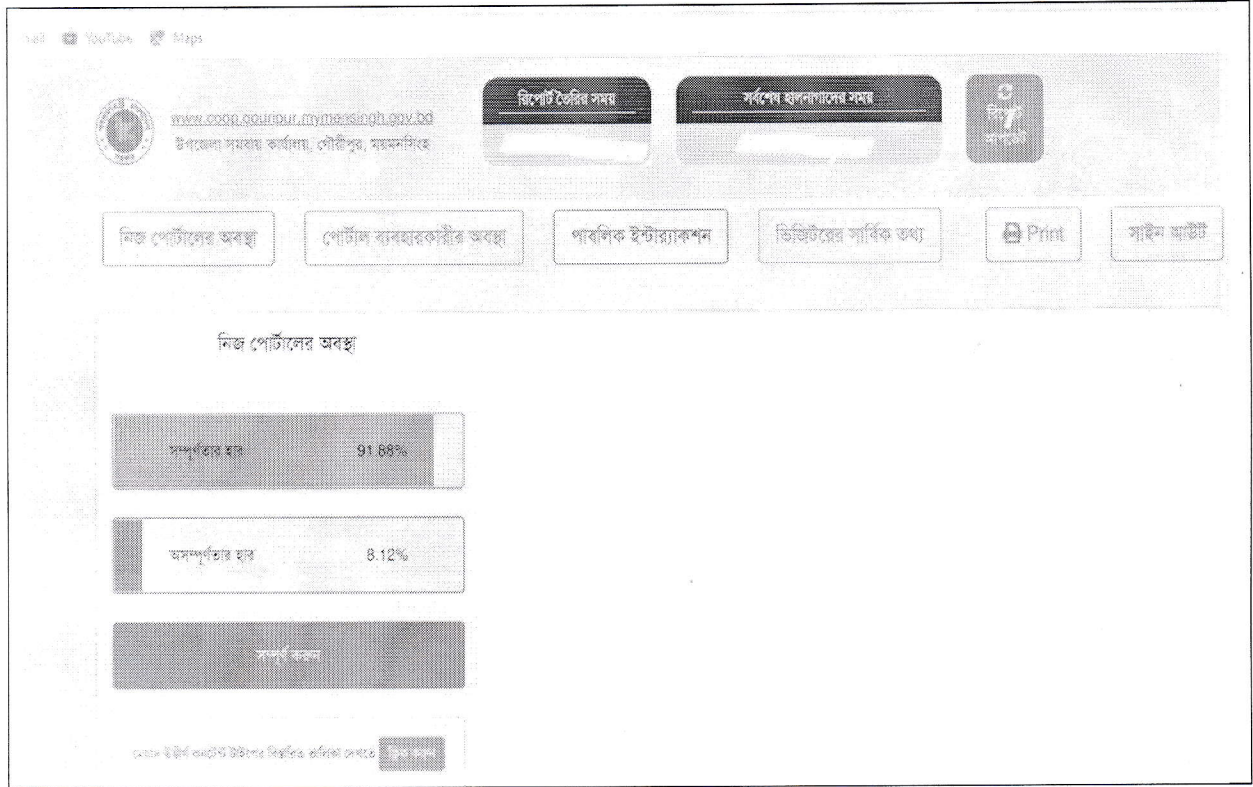 YouTube Maps
রিপোর্ট তৈরির সময়
সর্বশেষ হালনাগাদের সময়
www.coop.gouripur.mymensingh.gov.bd
উপজেলা সমবায় কার্যালয়, গৌরীপুর, ময়মনসিংহ
নিজ পোর্টালের অবস্থা
পোর্টাল ব্যবহারকারীর অবস্থা
পাবলিক ইন্টার‍্যাকশন
ভিজিটরের সার্বিক তথ্য
Print
সাইন আউট
নিজ পোর্টালের অবস্থা
সম্পূর্ণতার হার 91.88%
অসম্পূর্ণতার হার 8.12%
সম্পূর্ণ করুন